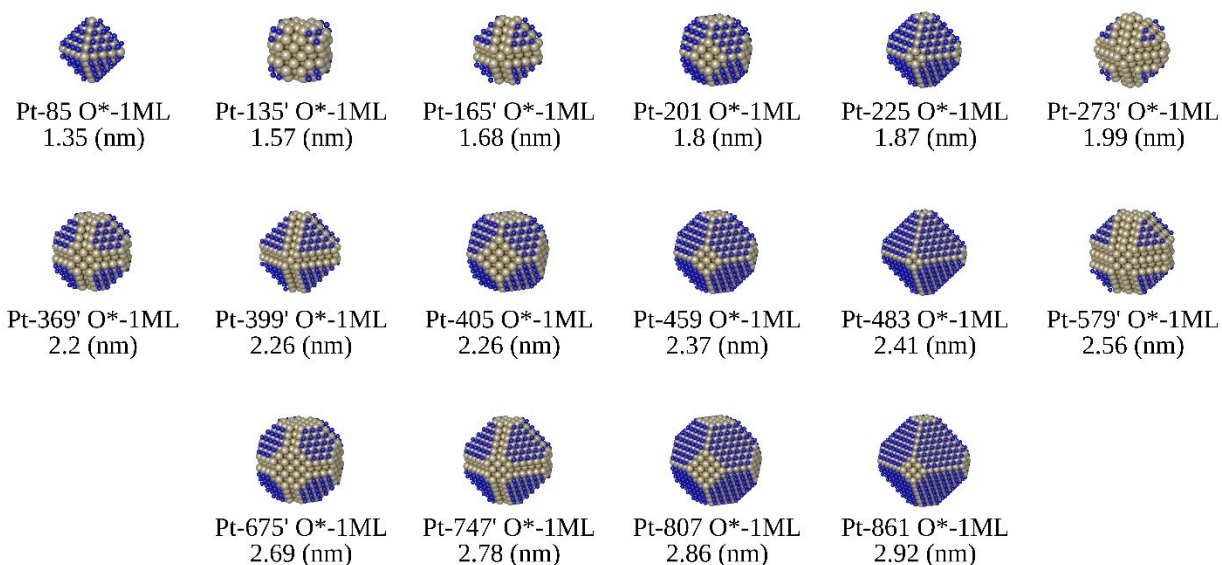 Pt-85 O*-1ML Pt-135' O*-1ML Pt-165' O*-1ML Pt-201 O*-1ML Pt-225 O*-1ML Pt-273' O*-1ML
1.35 (nm) 1.57 (nm) 1.68 (nm) 1.8 (nm) 1.87 (nm) 1.99 (nm)
Pt-369' O*-1ML Pt-399' O*-1ML Pt-405 O*-1ML Pt-459 O*-1ML Pt-483 O*-1ML Pt-579' O*-1ML
2.2 (nm) 2.26 (nm) 2.26 (nm) 2.37 (nm) 2.41 (nm) 2.56 (nm)
Pt-675' O*-1ML Pt-747' O*-1ML Pt-807 O*-1ML Pt-861 O*-1ML
2.69 (nm) 2.78 (nm) 2.86 (nm) 2.92 (nm)